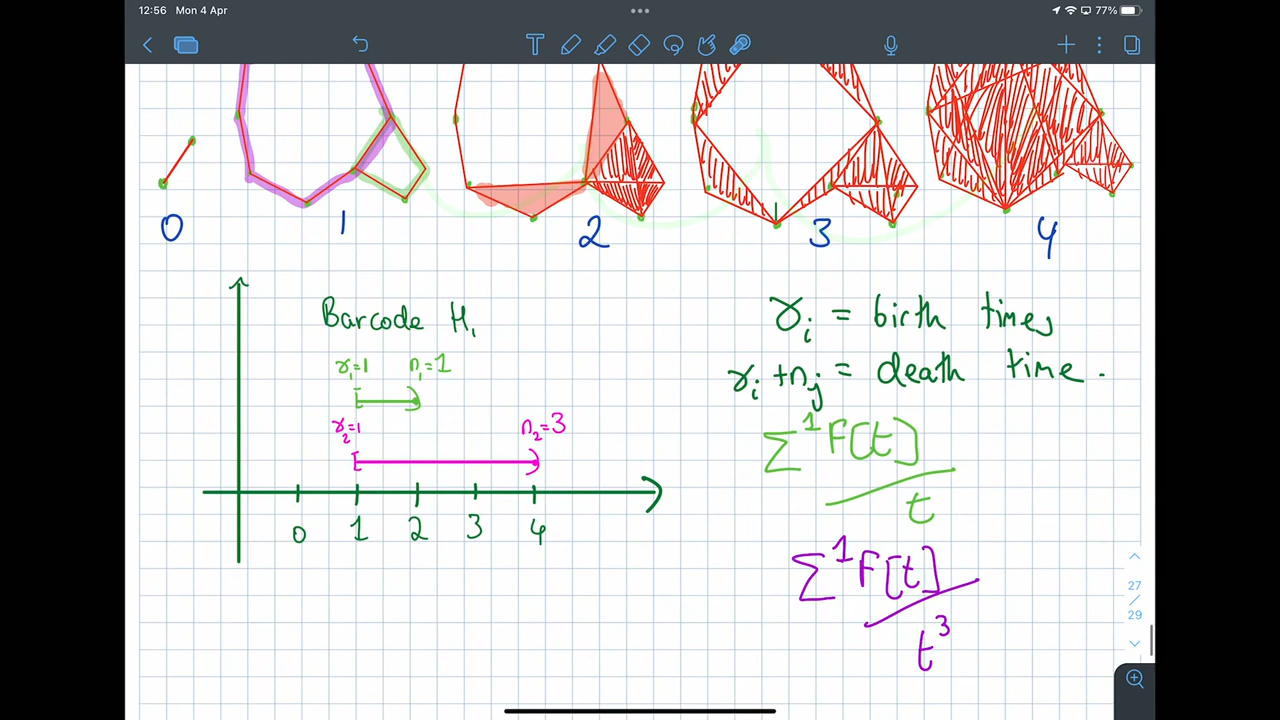 12:56 Mon 4 Apr
77%
0 1 2 3 4
Barcode H₁
γ₁=1 n₁=1
γ₂=1 n₂=3
0 1 2 3 4
γᵢ = birth times
γᵢ + nⱼ = death time.
Σ¹F[t] / t
Σ¹F[t] / t³
27 / 29